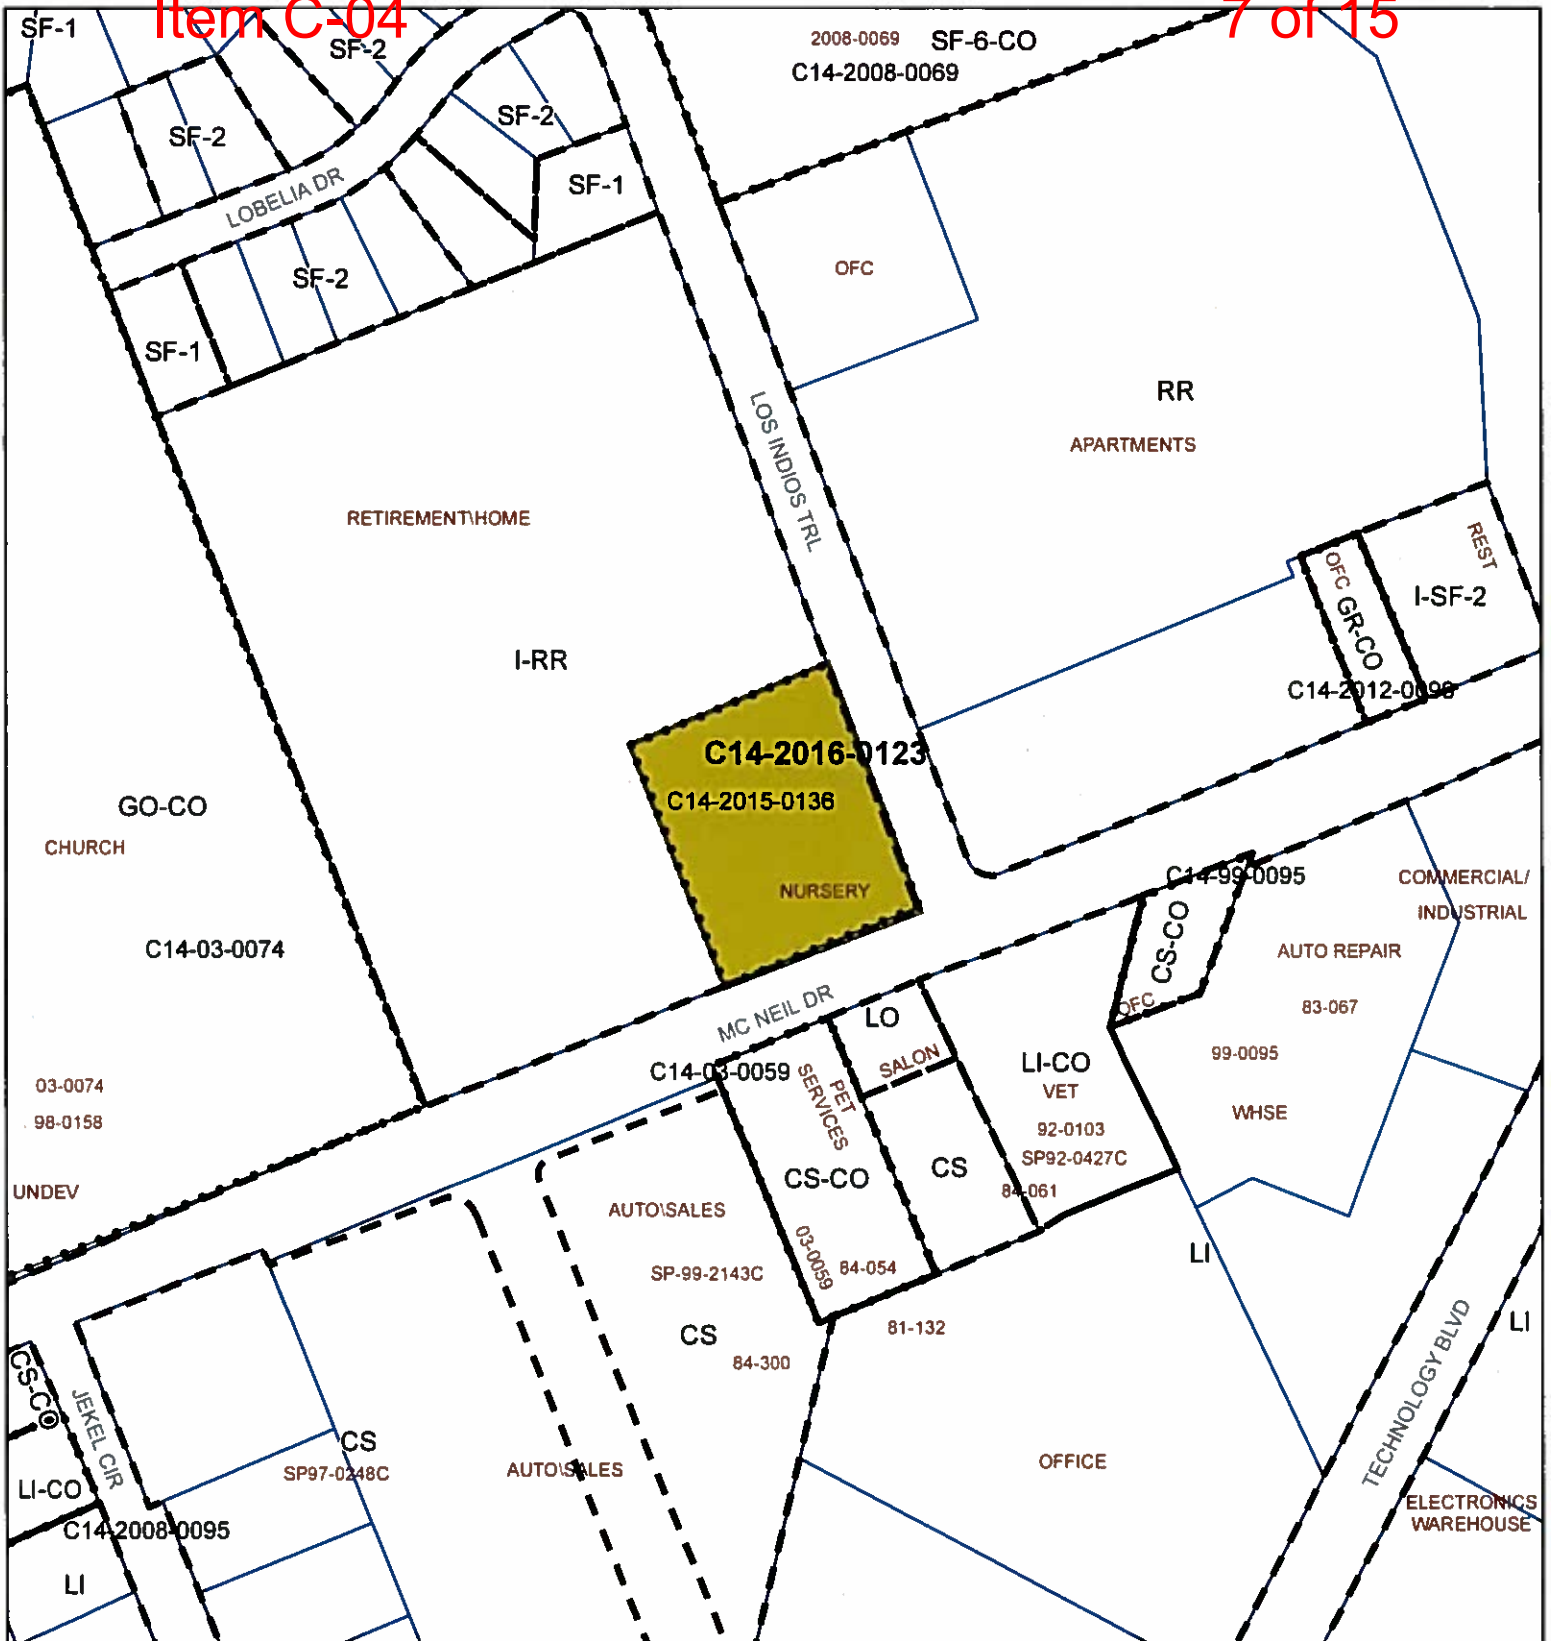 Item C-04
7 of 15
SF-1
SF-2
2008-0069
SF-6-CO
C14-2008-0069
SF-2
SF-2
SF-1
LOBELIA DR
SF-2
OFC
SF-1
RR
APARTMENTS
LOS INDIOS TRL
RETIREMENT\HOME
REST
OFC
I-SF-2
GR-CO
I-RR
C14-2012-0098
C14-2016-0123
C14-2015-0136
GO-CO
CHURCH
NURSERY
C14-99-0095
COMMERCIAL/
INDUSTRIAL
CS-CO
C14-03-0074
AUTO REPAIR
OFC
83-067
MC NEIL DR
LO
SALON
LI-CO
99-0095
C14-03-0059
PET
SERVICES
VET
03-0074
98-0158
WHSE
92-0103
SP92-0427C
CS-CO
CS
84-061
UNDEV
AUTO\SALES
03-0059
84-054
SP-99-2143C
LI
CS
84-300
81-132
LI
TECHNOLOGY BLVD
CS-CO
JEKEL CIR
CS
SP97-0248C
AUTO\SALES
OFFICE
LI-CO
C14-2008-0095
ELECTRONICS
WAREHOUSE
LI